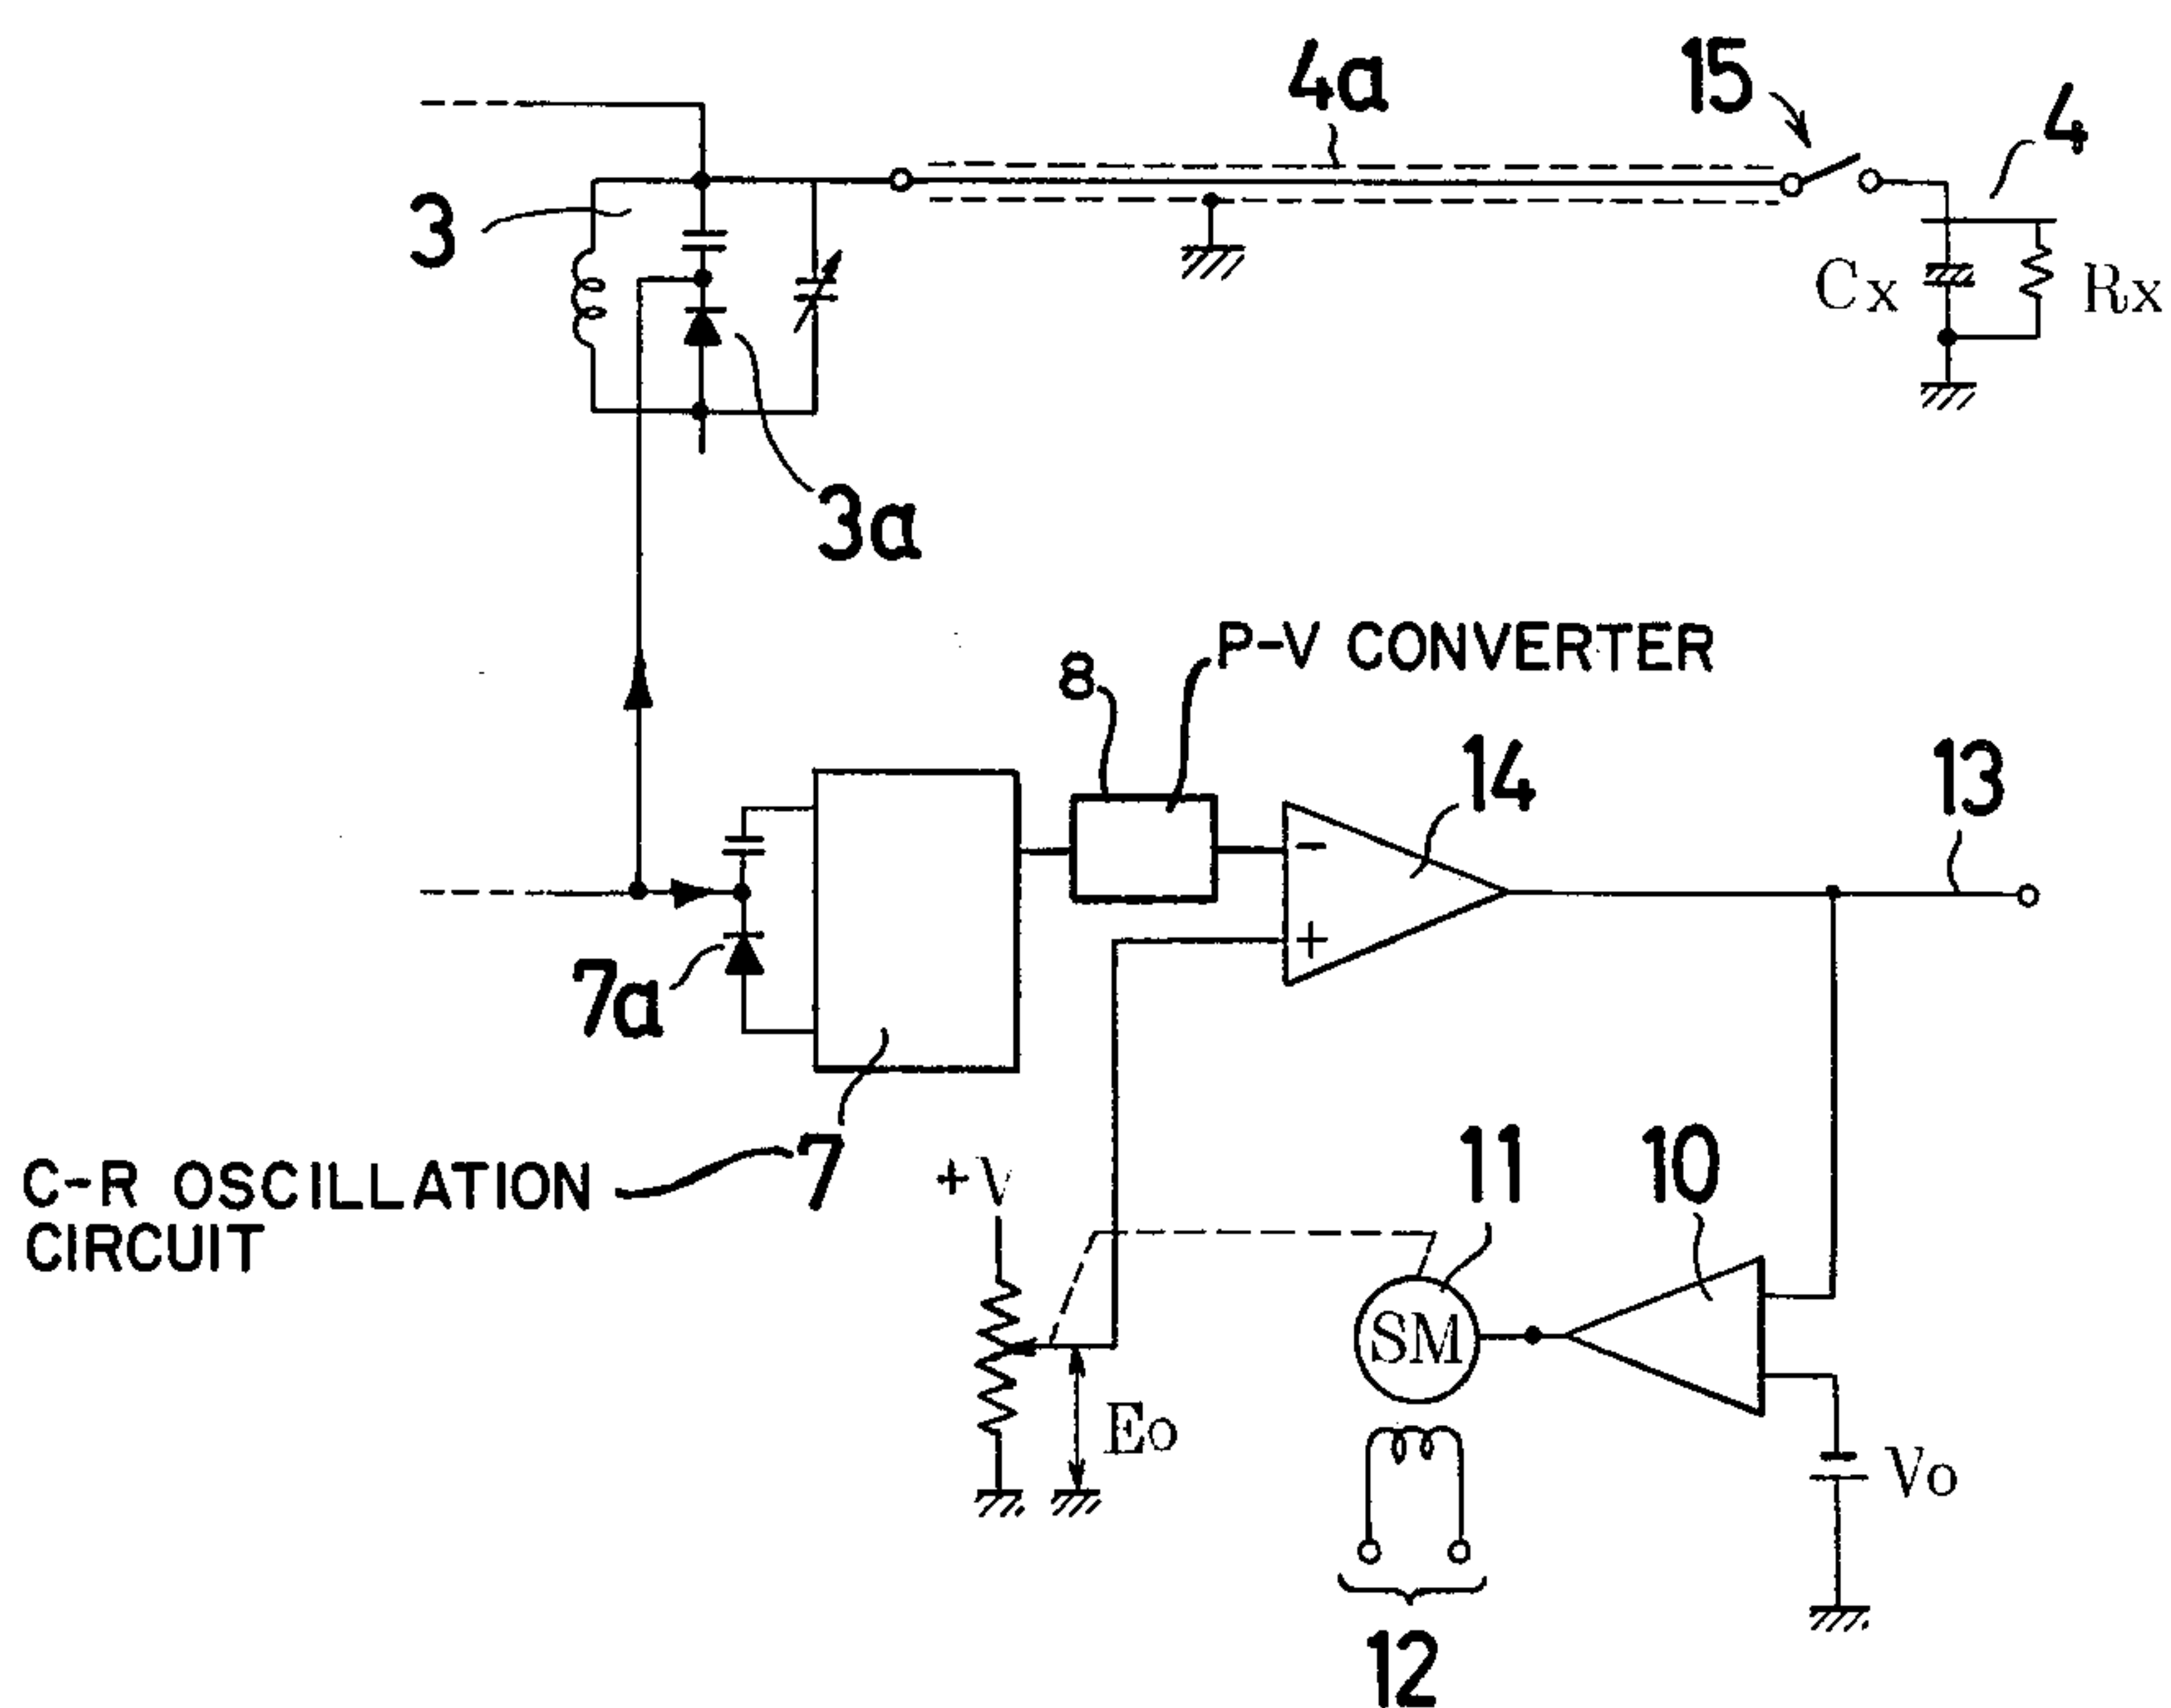 4a
15
4
3
Cx
Rx
3a
P-V CONVERTER
8
14
13
-
+
7a
7
C-R OSCILLATION
CIRCUIT
+V
11
10
SM
Eo
Vo
12